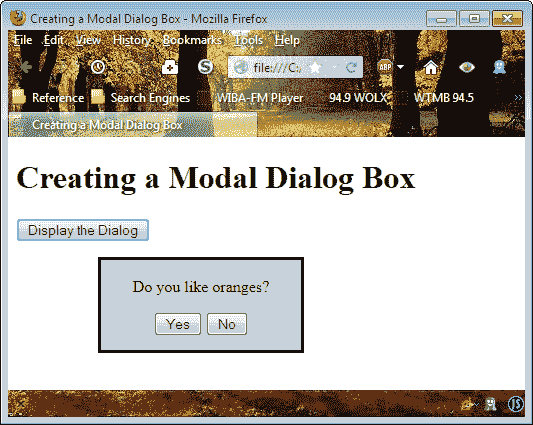 Creating a Modal Dialog Box - Mozilla Firefox
File Edit View History Bookmarks Tools Help
S file:///C: ABP
Reference Search Engines WIBA-FM Player 94.9 WOLX WTMB 94.5 »
Creating a Modal Dialog Box
Creating a Modal Dialog Box
Display the Dialog
Do you like oranges?
Yes No
JS